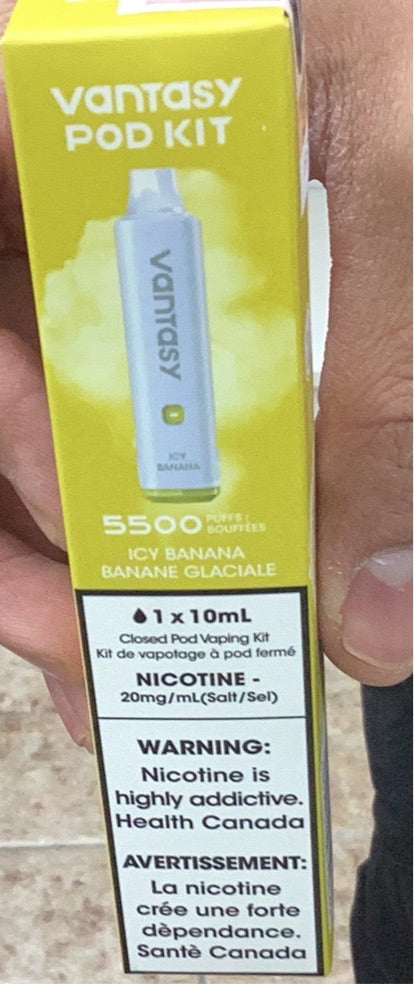 VANTASY
POD KIT
VANTASY
ICY
BANANA
5500 PUFFS /
BOUFFÉES
ICY BANANA
BANANE GLACIALE
1 x 10mL
Closed Pod Vaping Kit
Kit de vapotage à pod fermé
NICOTINE -
20mg/mL(Salt/Sel)
WARNING:
Nicotine is
highly addictive.
Health Canada
AVERTISSEMENT:
La nicotine
crée une forte
dèpendance.
Santè Canada